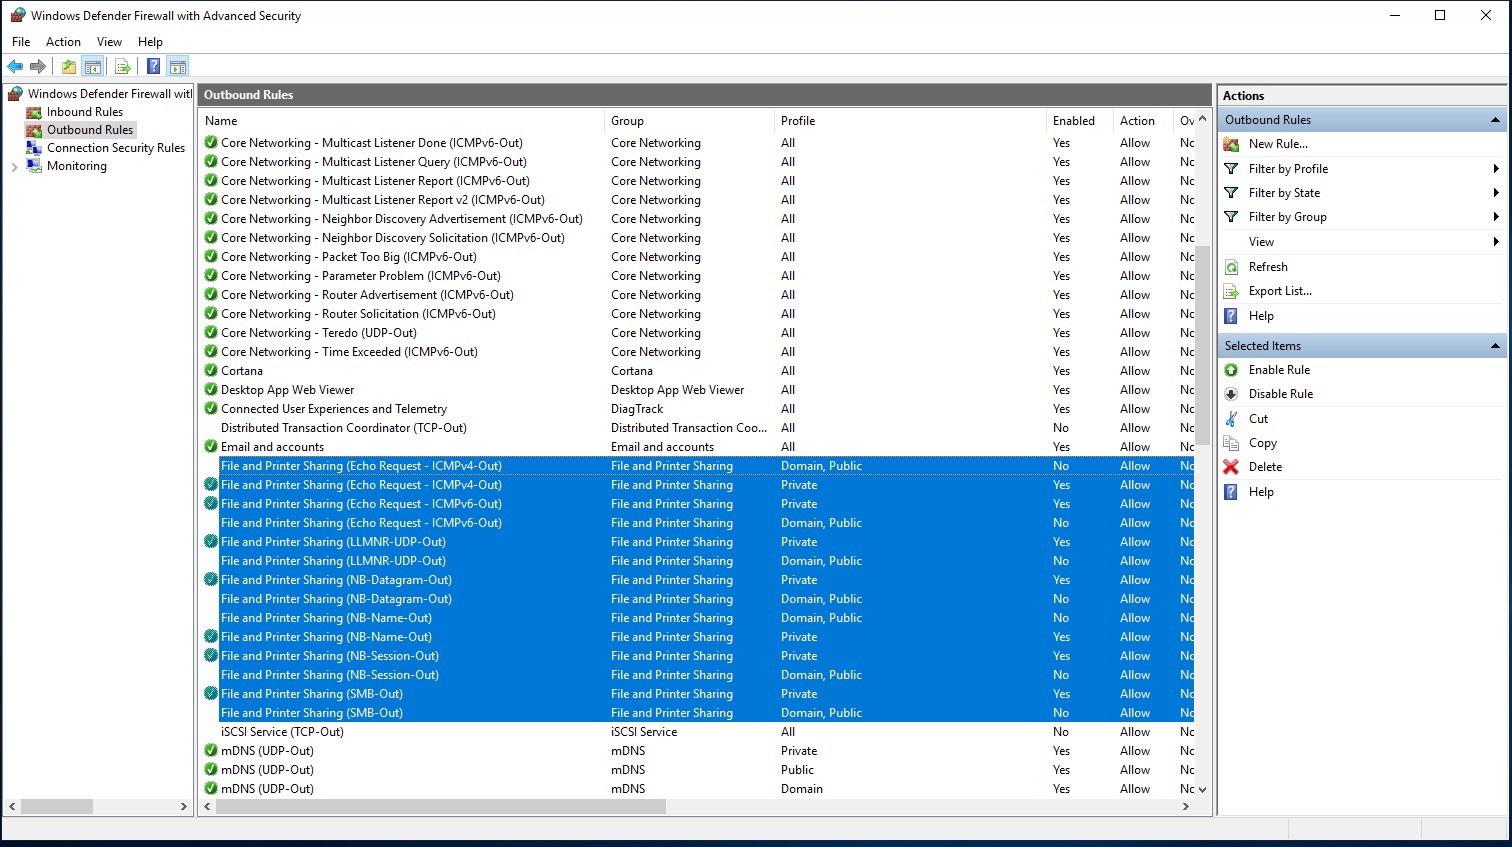 Windows Defender Firewall with Advanced Security
File Action View Help
Windows Defender Firewall witl
Inbound Rules
Outbound Rules
Connection Security Rules
Monitoring
Outbound Rules
Name Group Profile Enabled Action Ov
Core Networking - Multicast Listener Done (ICMPv6-Out) Core Networking All Yes Allow Nc
Core Networking - Multicast Listener Query (ICMPv6-Out) Core Networking All Yes Allow Nc
Core Networking - Multicast Listener Report (ICMPv6-Out) Core Networking All Yes Allow Nc
Core Networking - Multicast Listener Report v2 (ICMPv6-Out) Core Networking All Yes Allow Nc
Core Networking - Neighbor Discovery Advertisement (ICMPv6-Out) Core Networking All Yes Allow Nc
Core Networking - Neighbor Discovery Solicitation (ICMPv6-Out) Core Networking All Yes Allow Nc
Core Networking - Packet Too Big (ICMPv6-Out) Core Networking All Yes Allow Nc
Core Networking - Parameter Problem (ICMPv6-Out) Core Networking All Yes Allow Nc
Core Networking - Router Advertisement (ICMPv6-Out) Core Networking All Yes Allow Nc
Core Networking - Router Solicitation (ICMPv6-Out) Core Networking All Yes Allow Nc
Core Networking - Teredo (UDP-Out) Core Networking All Yes Allow Nc
Core Networking - Time Exceeded (ICMPv6-Out) Core Networking All Yes Allow Nc
Cortana Cortana All Yes Allow Nc
Desktop App Web Viewer Desktop App Web Viewer All Yes Allow Nc
Connected User Experiences and Telemetry DiagTrack All Yes Allow Nc
Distributed Transaction Coordinator (TCP-Out) Distributed Transaction Coo... All No Allow Nc
Email and accounts Email and accounts All Yes Allow Nc
File and Printer Sharing (Echo Request - ICMPv4-Out) File and Printer Sharing Domain, Public No Allow Nc
File and Printer Sharing (Echo Request - ICMPv4-Out) File and Printer Sharing Private Yes Allow Nc
File and Printer Sharing (Echo Request - ICMPv6-Out) File and Printer Sharing Private Yes Allow Nc
File and Printer Sharing (Echo Request - ICMPv6-Out) File and Printer Sharing Domain, Public No Allow Nc
File and Printer Sharing (LLMNR-UDP-Out) File and Printer Sharing Private Yes Allow Nc
File and Printer Sharing (LLMNR-UDP-Out) File and Printer Sharing Domain, Public No Allow Nc
File and Printer Sharing (NB-Datagram-Out) File and Printer Sharing Private Yes Allow Nc
File and Printer Sharing (NB-Datagram-Out) File and Printer Sharing Domain, Public No Allow Nc
File and Printer Sharing (NB-Name-Out) File and Printer Sharing Domain, Public No Allow Nc
File and Printer Sharing (NB-Name-Out) File and Printer Sharing Private Yes Allow Nc
File and Printer Sharing (NB-Session-Out) File and Printer Sharing Private Yes Allow Nc
File and Printer Sharing (NB-Session-Out) File and Printer Sharing Domain, Public No Allow Nc
File and Printer Sharing (SMB-Out) File and Printer Sharing Private Yes Allow Nc
File and Printer Sharing (SMB-Out) File and Printer Sharing Domain, Public No Allow Nc
iSCSI Service (TCP-Out) iSCSI Service All No Allow Nc
mDNS (UDP-Out) mDNS Private Yes Allow Nc
mDNS (UDP-Out) mDNS Public Yes Allow Nc
mDNS (UDP-Out) mDNS Domain Yes Allow Nc
Actions
Outbound Rules
New Rule...
Filter by Profile
Filter by State
Filter by Group
View
Refresh
Export List...
Help
Selected Items
Enable Rule
Disable Rule
Cut
Copy
Delete
Help